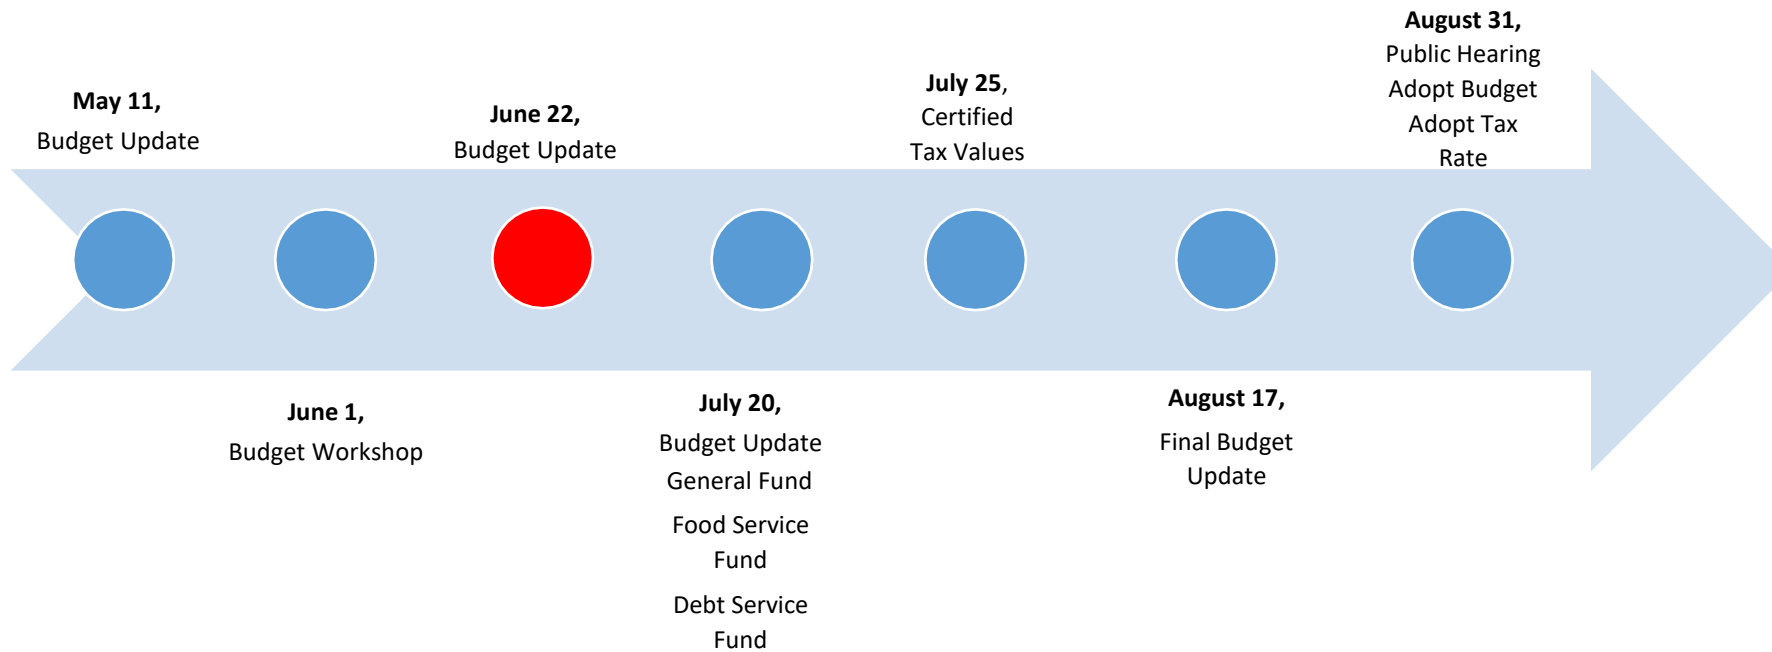 May 11,
Budget Update
June 1,
Budget Workshop
June 22,
Budget Update
July 20,
Budget Update
General Fund
Food Service
Fund
Debt Service
Fund
July 25,
Certified
Tax Values
August 17,
Final Budget
Update
August 31,
Public Hearing
Adopt Budget
Adopt Tax
Rate